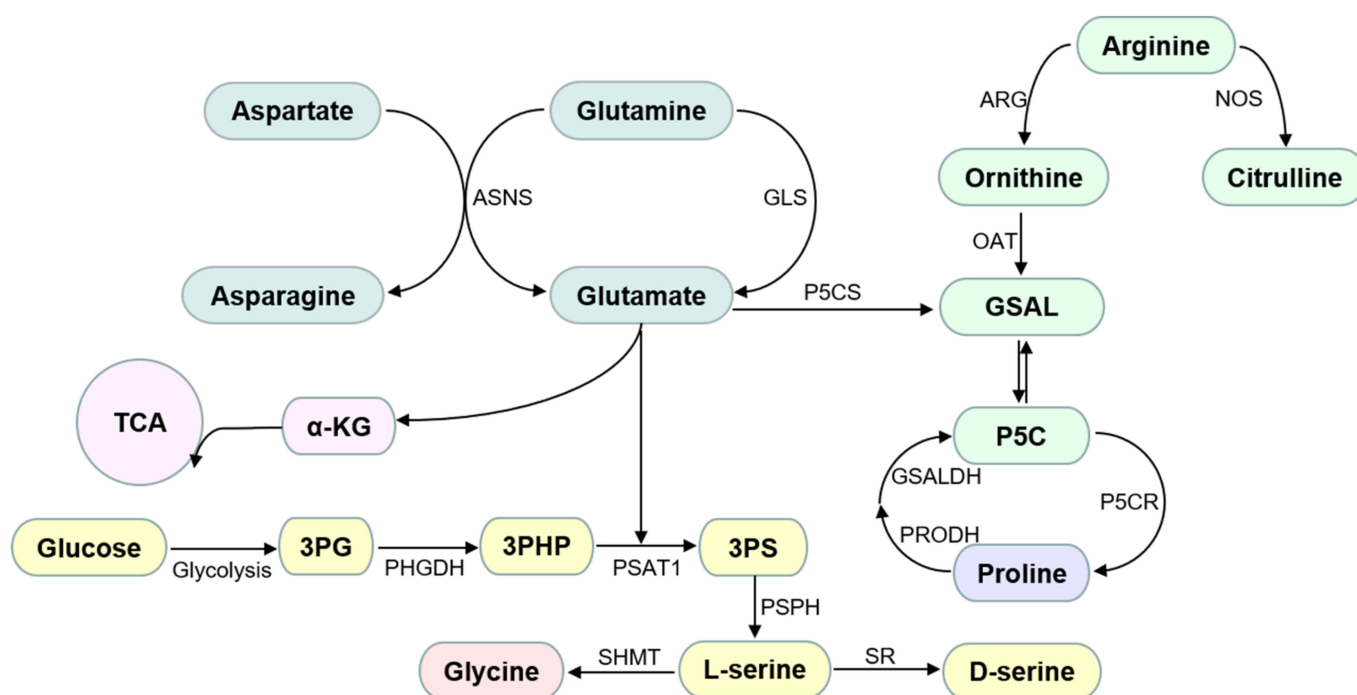 Arginine
ARG
NOS
Aspartate
Glutamine
Ornithine
Citrulline
ASNS
GLS
OAT
Asparagine
Glutamate
P5CS
GSAL
TCA
α-KG
P5C
GSALDH
P5CR
PRODH
Proline
Glucose
Glycolysis
3PG
PHGDH
3PHP
PSAT1
3PS
PSPH
Glycine
SHMT
L-serine
SR
D-serine